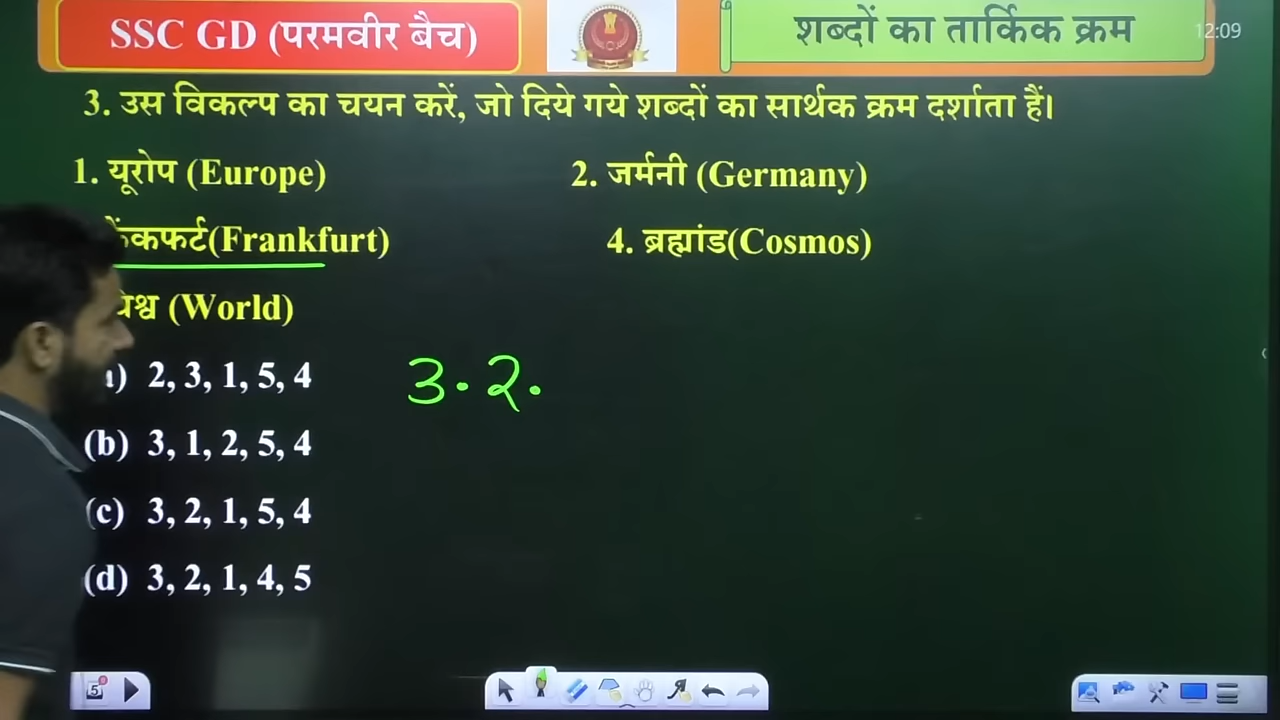 SSC GD (परमवीर बैच)
शब्दों का तार्किक क्रम
12:09
3. उस विकल्प का चयन करें, जो दिये गये शब्दों का सार्थक क्रम दर्शाता हैं।
1. यूरोप (Europe) 2. जर्मनी (Germany)
(Frankfurt) 4. ब्रह्मांड(Cosmos)
(World)
2, 3, 1, 5, 4
3. 2.
(b) 3, 1, 2, 5, 4
(c) 3, 2, 1, 5, 4
(d) 3, 2, 1, 4, 5